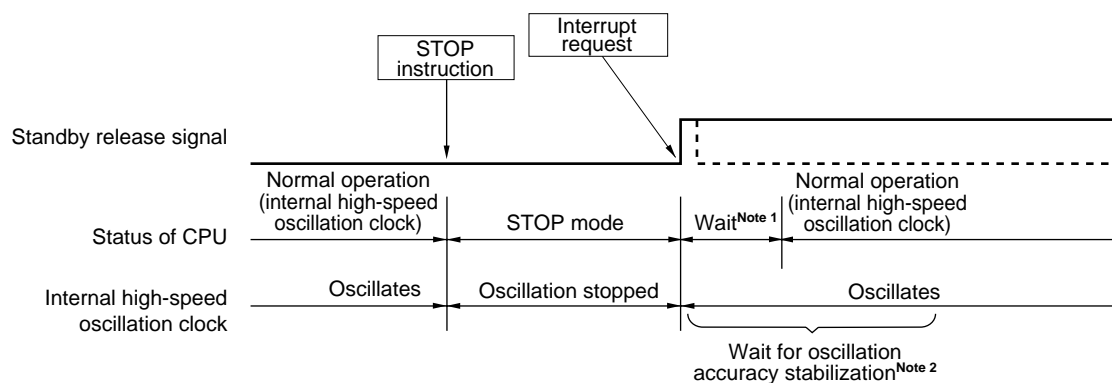 Interrupt
request
STOP
instruction
Standby release signal
Normal operation
(internal high-speed
oscillation clock)
Normal operation
(internal high-speed
oscillation clock)
Status of CPU
STOP mode
Wait Note 1
Internal high-speed
oscillation clock
Oscillates
Oscillation stopped
Oscillates
Wait for oscillation
accuracy stabilization Note 2